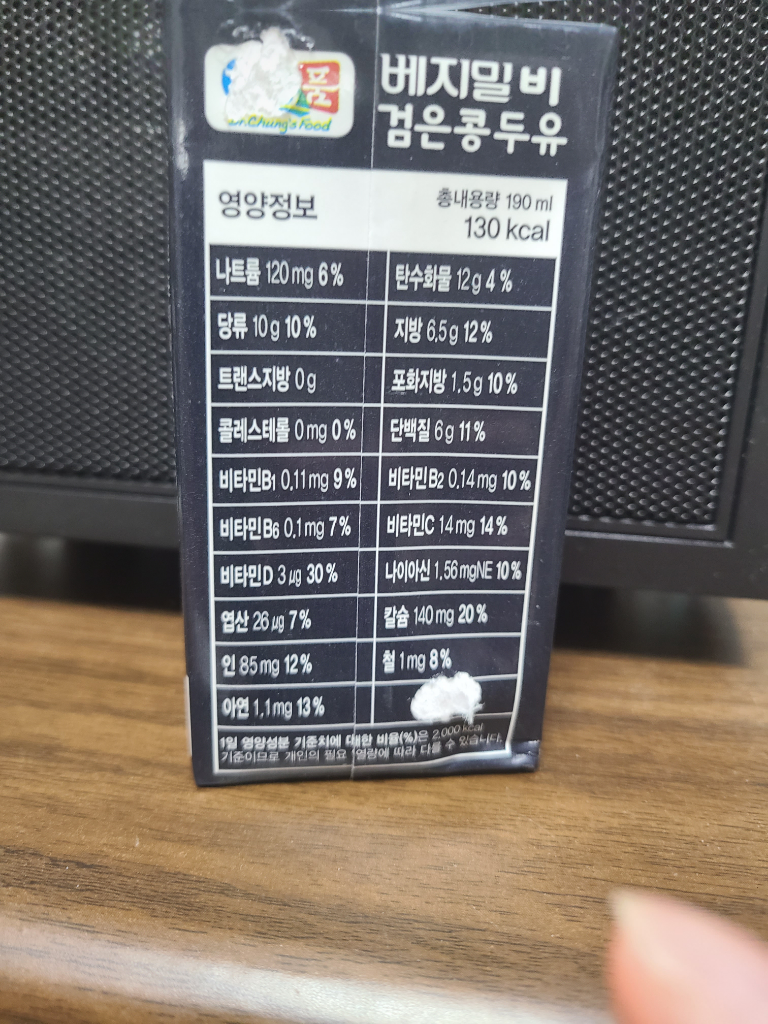 품
Dr.Chung's Food
베지밀 비
검은콩 두유
영양정보
총내용량 190 ml
130 kcal
나트륨 120 mg 6 %
탄수화물 12 g 4 %
당류 10 g 10 %
지방 6.5 g 12 %
트랜스지방 0 g
포화지방 1.5 g 10 %
콜레스테롤 0 mg 0 %
단백질 6 g 11 %
비타민B1 0.11 mg 9 %
비타민B2 0.14 mg 10 %
비타민B6 0.1 mg 7 %
비타민C 14 mg 14 %
비타민D 3 μg 30 %
나이아신 1.56 mgNE 10 %
엽산 26 μg 7 %
칼슘 140 mg 20 %
인 85 mg 12 %
철 1 mg 8 %
아연 1.1 mg 13 %
1일 영양성분 기준치에 대한 비율(%)은 2,000 kcal
기준이므로 개인의 필요 열량에 따라 다를 수 있습니다.